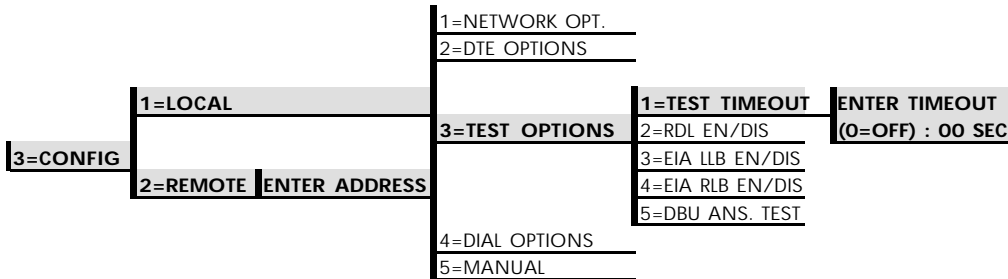 1=NETWORK OPT.
2=DTE OPTIONS
1=LOCAL
1=TEST TIMEOUT
ENTER TIMEOUT
3=TEST OPTIONS
2=RDL EN/DIS
(0=OFF) : 00 SEC
3=CONFIG
3=EIA LLB EN/DIS
2=REMOTE
ENTER ADDRESS
4=EIA RLB EN/DIS
5=DBU ANS. TEST
4=DIAL OPTIONS
5=MANUAL